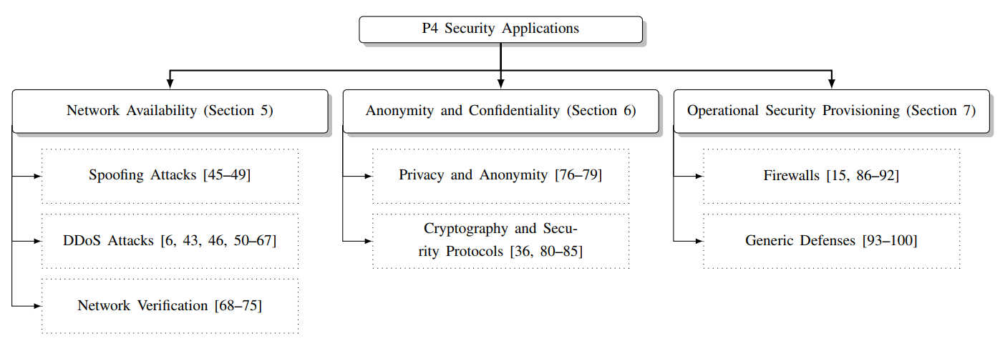 P4 Security Applications
Network Availability (Section 5)
Anonymity and Confidentiality (Section 6)
Operational Security Provisioning (Section 7)
Spoofing Attacks [45–49]
Privacy and Anonymity [76–79]
Firewalls [15, 86–92]
DDoS Attacks [6, 43, 46, 50–67]
Cryptography and Secu-
rity Protocols [36, 80–85]
Generic Defenses [93–100]
Network Verification [68–75]